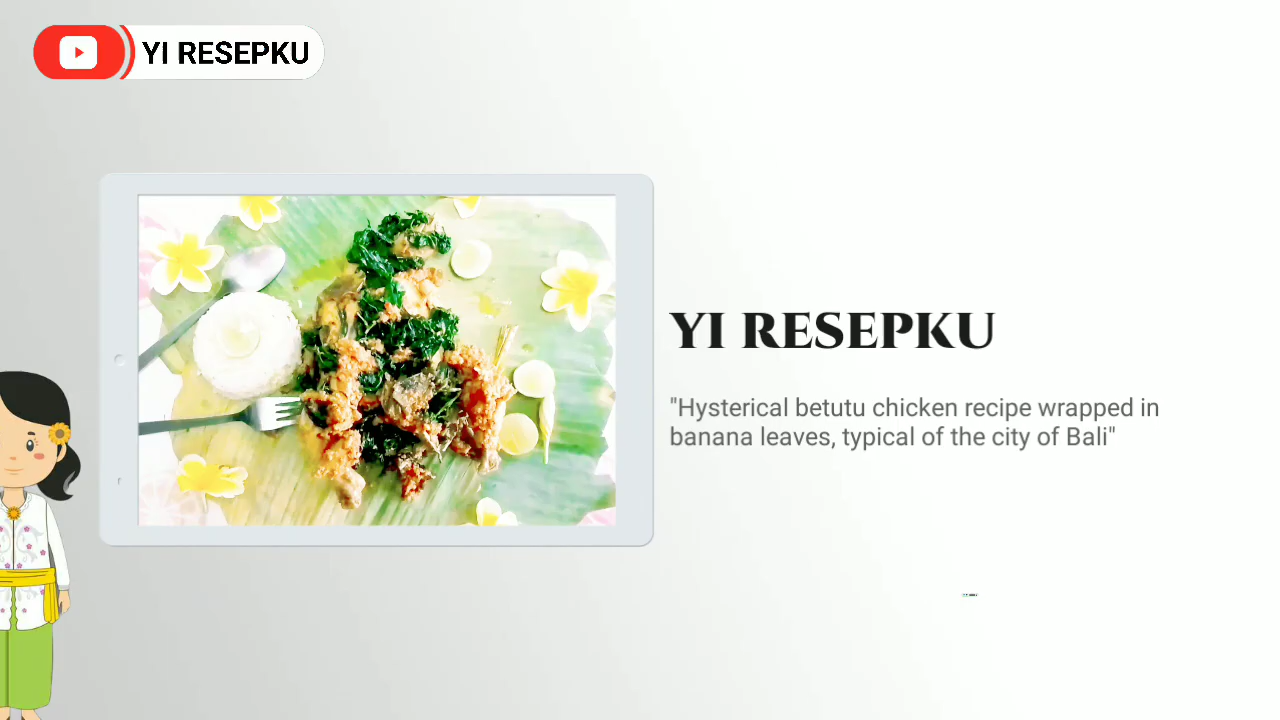 YI RESEPKU
YI RESEPKU
"Hysterical betutu chicken recipe wrapped in
banana leaves, typical of the city of Bali"